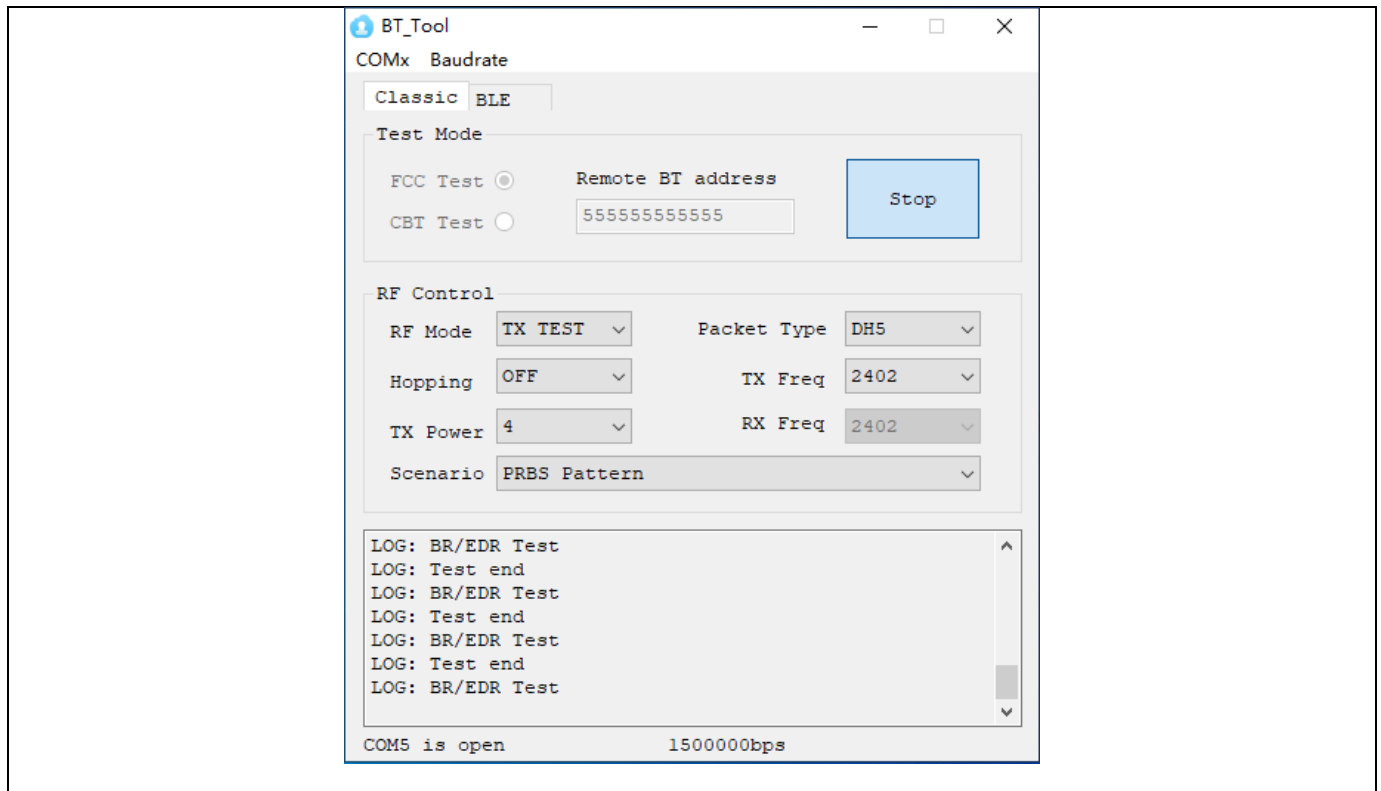 BT_Tool
COMx Baudrate
Classic BLE
Test Mode
FCC Test
Remote BT address
Stop
CBT Test
555555555555
RF Control
RF Mode TX TEST Packet Type DH5
Hopping OFF TX Freq 2402
TX Power 4 RX Freq 2402
Scenario PRBS Pattern
LOG: BR/EDR Test
LOG: Test end
LOG: BR/EDR Test
LOG: Test end
LOG: BR/EDR Test
LOG: Test end
LOG: BR/EDR Test
COM5 is open 1500000bps